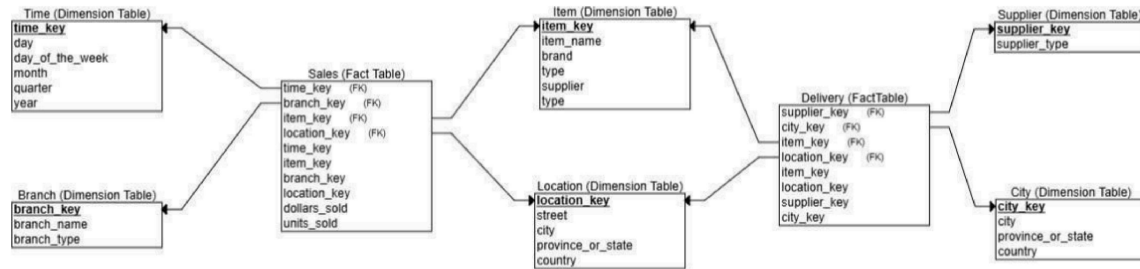 Time (Dimension Table)
time_key
day
day_of_the_week
month
quarter
year
Branch (Dimension Table)
branch_key
branch_name
branch_type
Sales (Fact Table)
time_key (FK)
branch_key (FK)
item_key (FK)
location_key (FK)
time_key
item_key
branch_key
location_key
dollars_sold
units_sold
Item (Dimension Table)
item_key
item_name
brand
type
supplier
type
Location (Dimension Table)
location_key
street
city
province_or_state
country
Delivery (FactTable)
supplier_key (FK)
city_key (FK)
item_key (FK)
location_key (FK)
item_key
location_key
supplier_key
city_key
Supplier (Dimension Table)
supplier_key
supplier_type
City (Dimension Table)
city_key
city
province_or_state
country